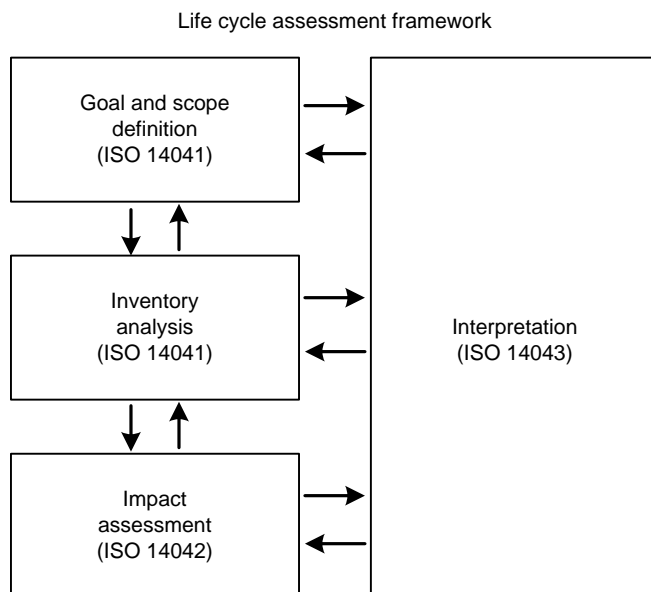 Life cycle assessment framework
Goal and scope
definition
(ISO 14041)
Inventory
analysis
(ISO 14041)
Interpretation
(ISO 14043)
Impact
assessment
(ISO 14042)